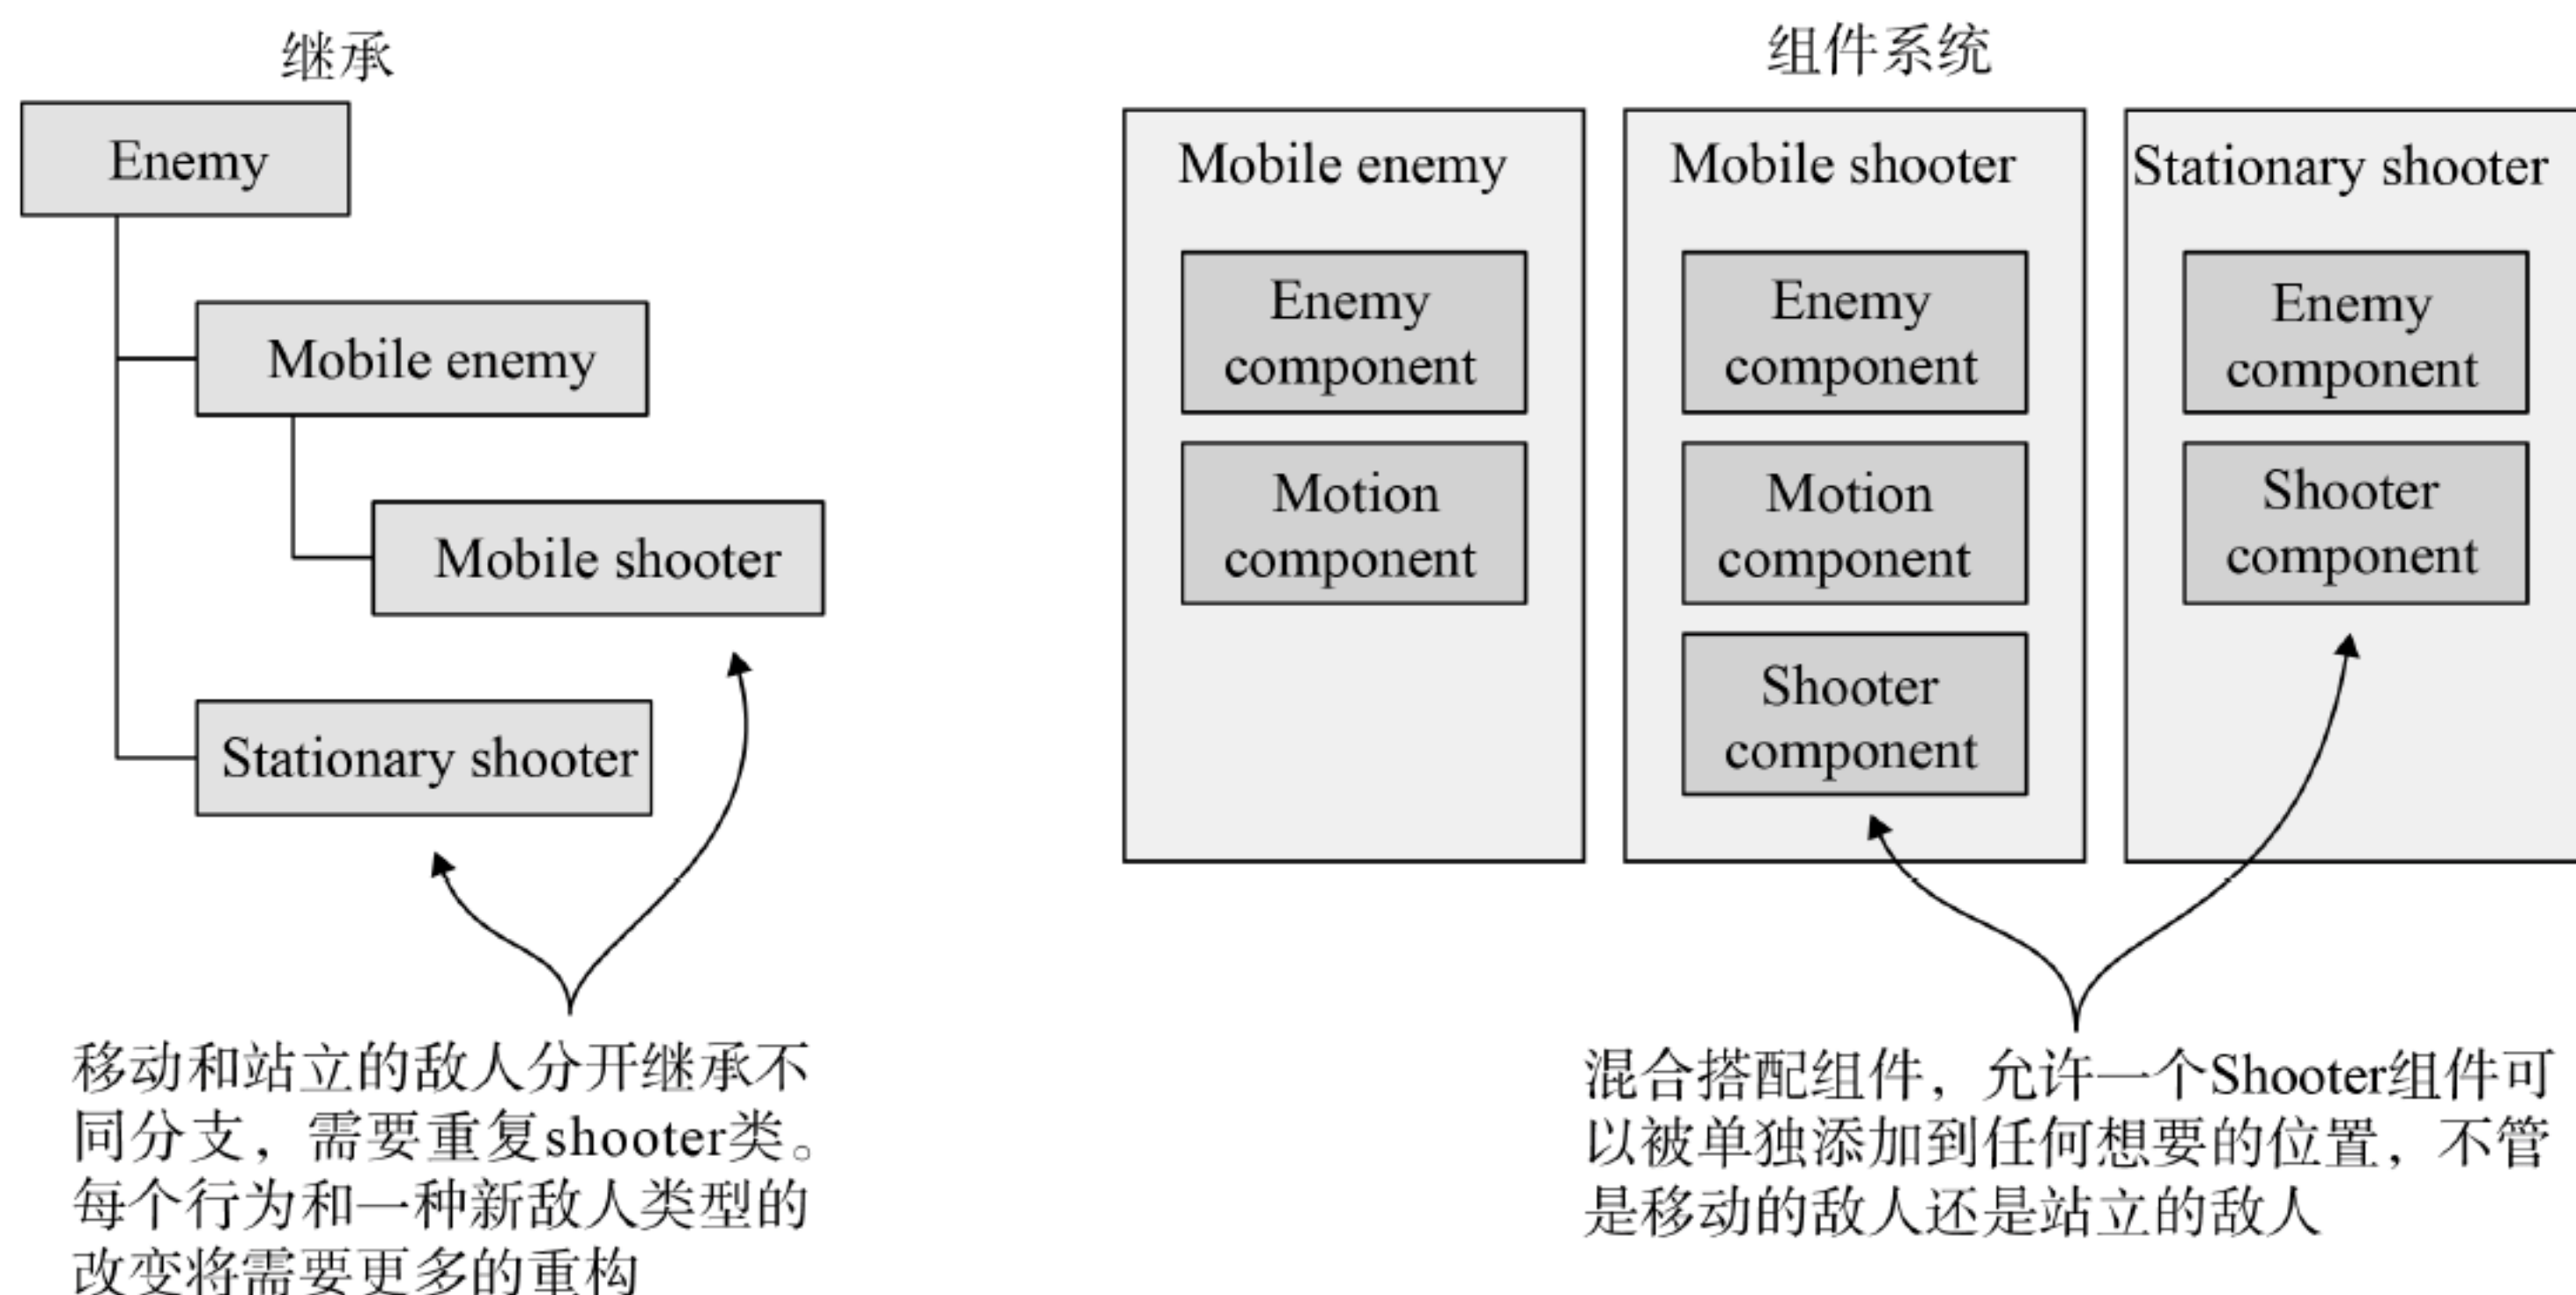 继承
Enemy
Mobile enemy
Mobile shooter
Stationary shooter
移动和站立的敌人分开继承不
同分支，需要重复shooter类。
每个行为和一种新敌人类型的
改变将需要更多的重构
组件系统
Mobile enemy
Enemy
component
Motion
component
Mobile shooter
Enemy
component
Motion
component
Shooter
component
Stationary shooter
Enemy
component
Shooter
component
混合搭配组件，允许一个Shooter组件可
以被单独添加到任何想要的位置，不管
是移动的敌人还是站立的敌人